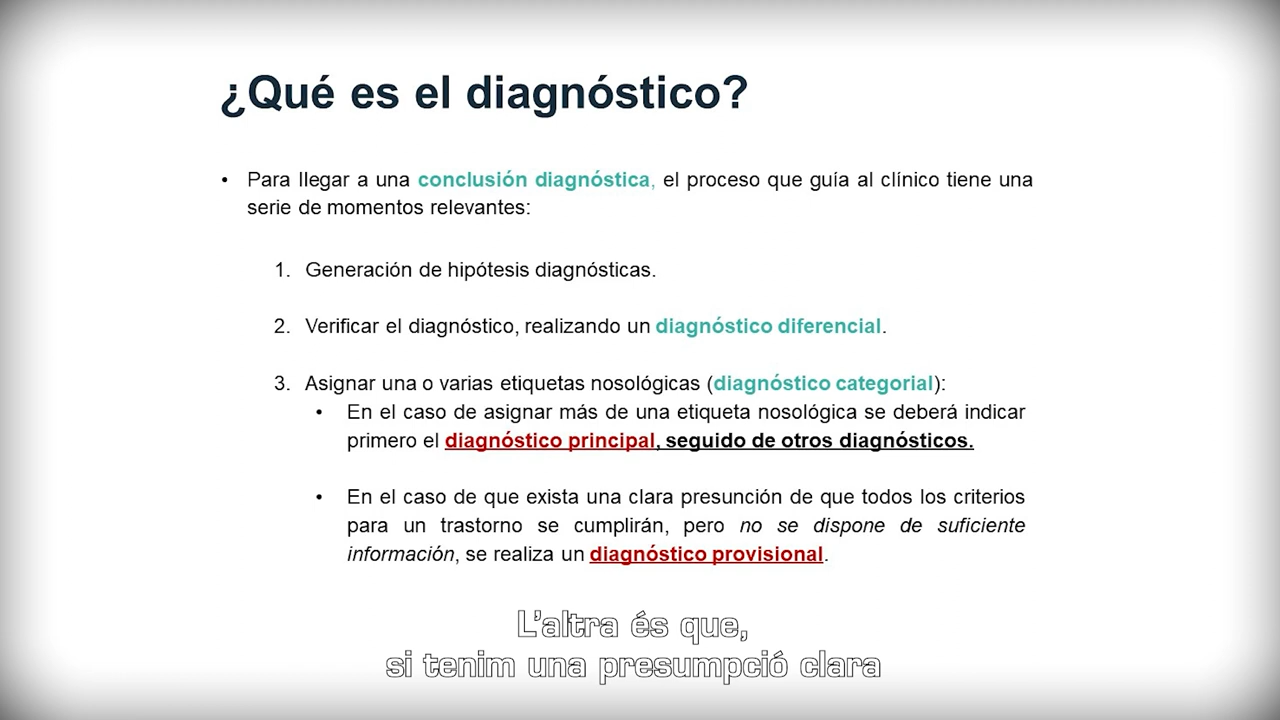 ¿Qué es el diagnóstico?
• Para llegar a una conclusión diagnóstica, el proceso que guía al clínico tiene una
serie de momentos relevantes:
1. Generación de hipótesis diagnósticas.
2. Verificar el diagnóstico, realizando un diagnóstico diferencial.
3. Asignar una o varias etiquetas nosológicas (diagnóstico categorial):
• En el caso de asignar más de una etiqueta nosológica se deberá indicar
primero el diagnóstico principal, seguido de otros diagnósticos.
• En el caso de que exista una clara presunción de que todos los criterios
para un trastorno se cumplirán, pero no se dispone de suficiente
información, se realiza un diagnóstico provisional.
L'altra és que,
si tenim una presumpció clara